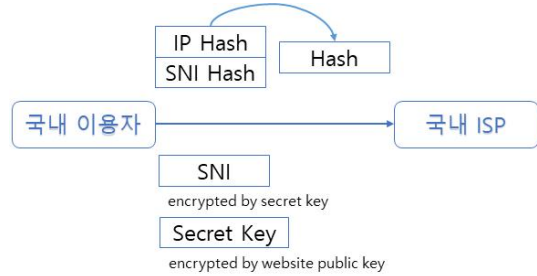 IP Hash
SNI Hash
Hash
국내 이용자
국내 ISP
SNI
encrypted by secret key
Secret Key
encrypted by website public key